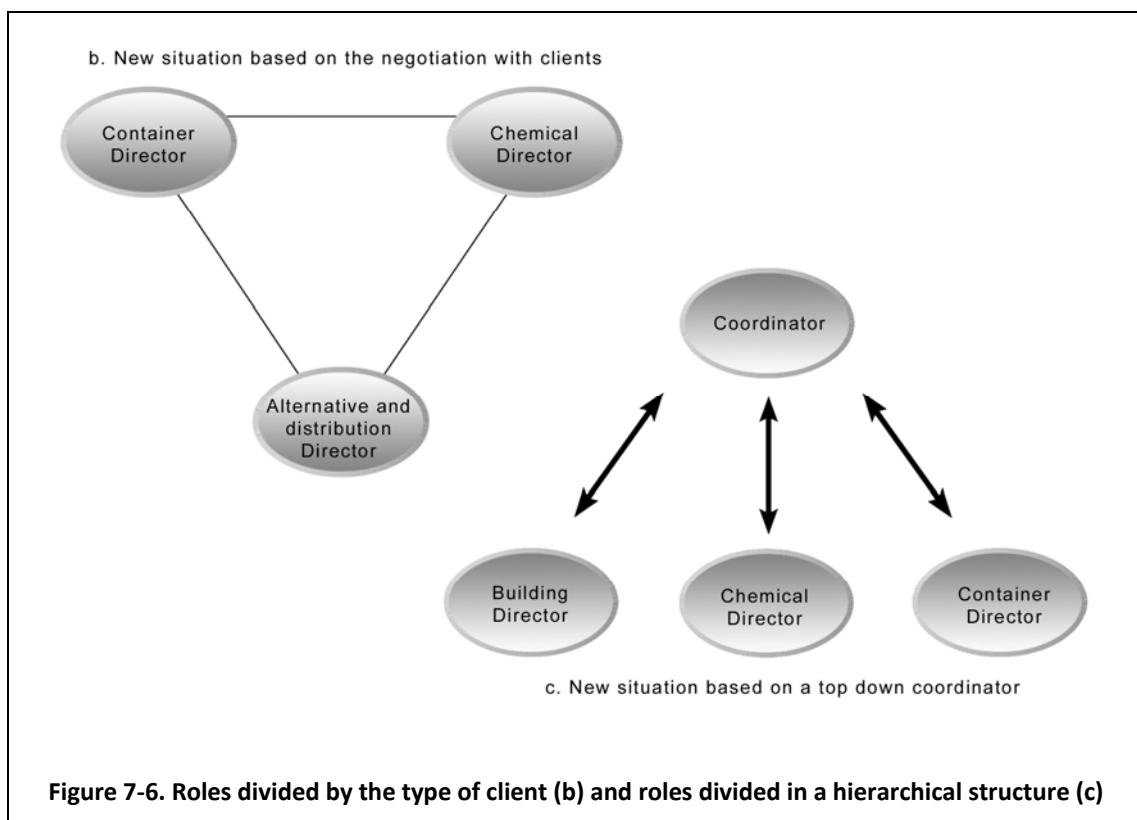 b. New situation based on the negotiation with clients
Container
Director
Chemical
Director
Alternative and
distribution
Director
Coordinator
Building
Director
Chemical
Director
Container
Director
c. New situation based on a top down coordinator
Figure 7-6. Roles divided by the type of client (b) and roles divided in a hierarchical structure (c)